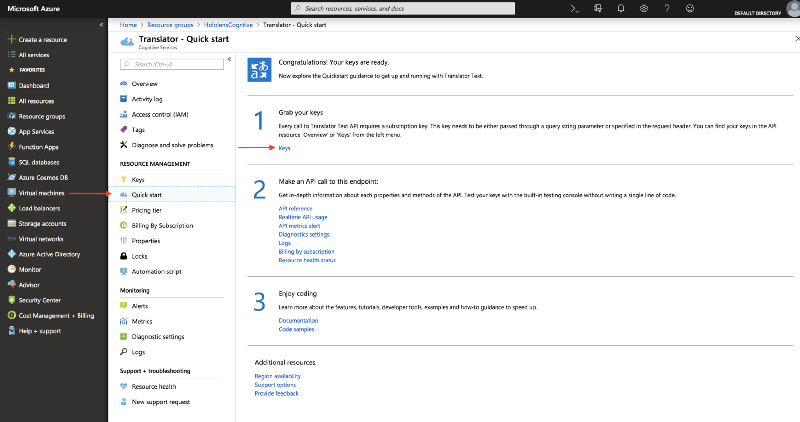 Microsoft Azure
Search resources, services, and docs
DEFAULT DIRECTORY
Create a resource
All services
FAVORITES
Dashboard
All resources
Resource groups
App Services
Function Apps
SQL databases
Azure Cosmos DB
Virtual machines
Load balancers
Storage accounts
Virtual networks
Azure Active Directory
Monitor
Advisor
Security Center
Cost Management + Billing
Help + support
Home > Resource groups > HololensCogntive > Translator - Quick start
Translator - Quick start
Cognitive Services
Search (Ctrl+/)
Overview
Activity log
Access control (IAM)
Tags
Diagnose and solve problems
RESOURCE MANAGEMENT
Keys
Quick start
Pricing tier
Billing By Subscription
Properties
Locks
Automation script
Monitoring
Alerts
Metrics
Diagnostic settings
Logs
Support + troubleshooting
Resource health
New support request
Congratulations! Your keys are ready.
Now explore the Quickstart guidance to get up and running with Translator Text.
1
Grab your keys
Every call to Translator Text API requires a subscription key. This key needs to be either passed through a query string parameter or specified in the request header. You can find your keys in the API
resource 'Overview' or 'Keys' from the left menu.
Keys
2
Make an API call to this endpoint:
Get in-depth information about each properties and methods of the API. Test your keys with the built-in testing console without writing a single line of code.
API reference
Realtime API usage
API metrics alert
Diagnostics settings
Logs
Billing by subscription
Resource health status
3
Enjoy coding
Learn more about the features, tutorials, developer tools, examples and how-to guidance to speed up.
Documentation
Code samples
Additional resources
Region availability
Support options
Provide feedback